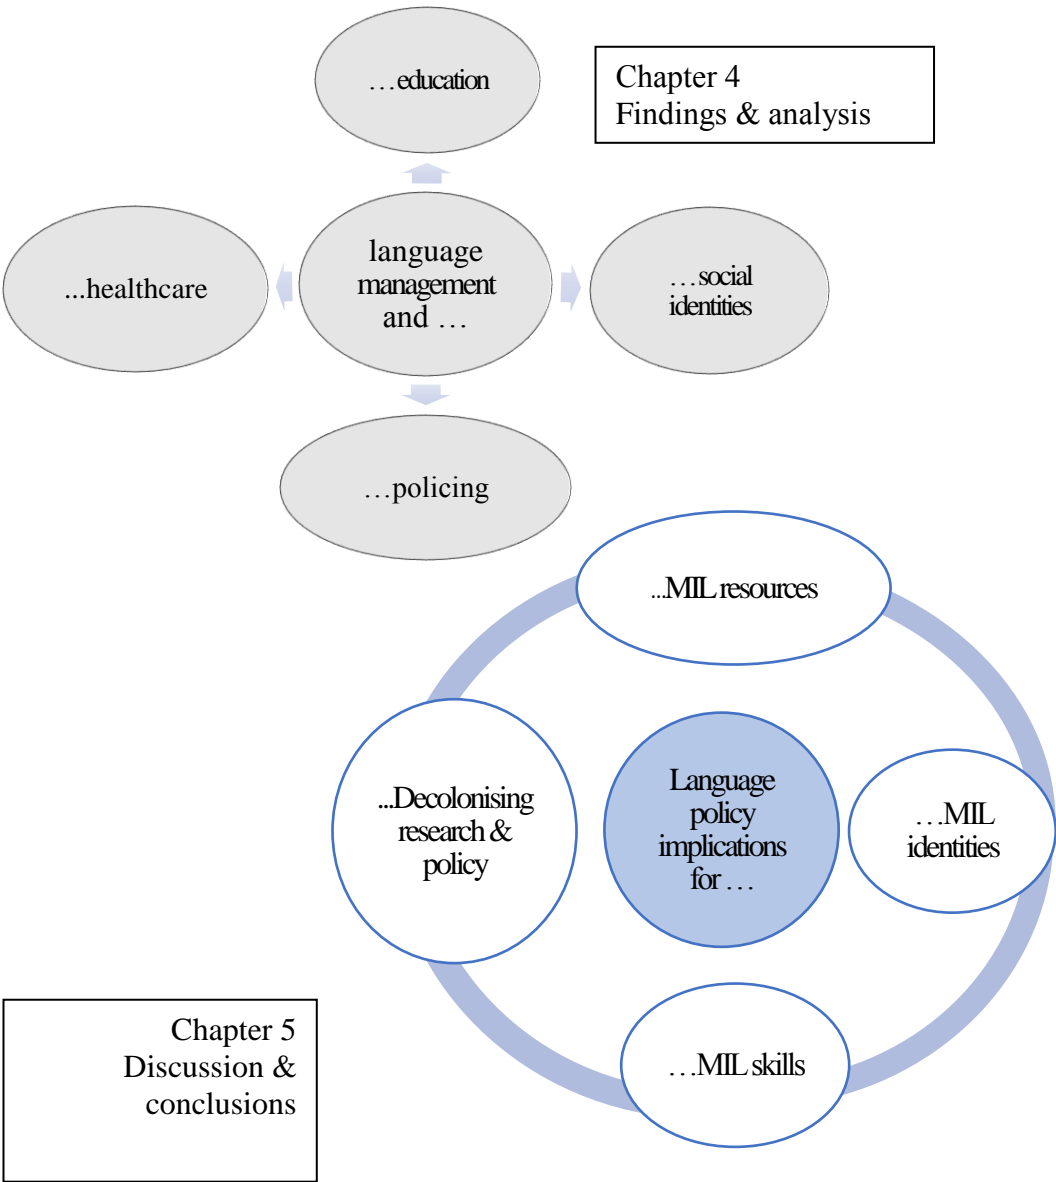 …education
Chapter 4
Findings & analysis
...healthcare
language
management
and …
…social
identities
…policing
...MIL resources
...Decolonising
research &
policy
Language
policy
implications
for …
…MIL
identities
…MIL skills
Chapter 5
Discussion &
conclusions